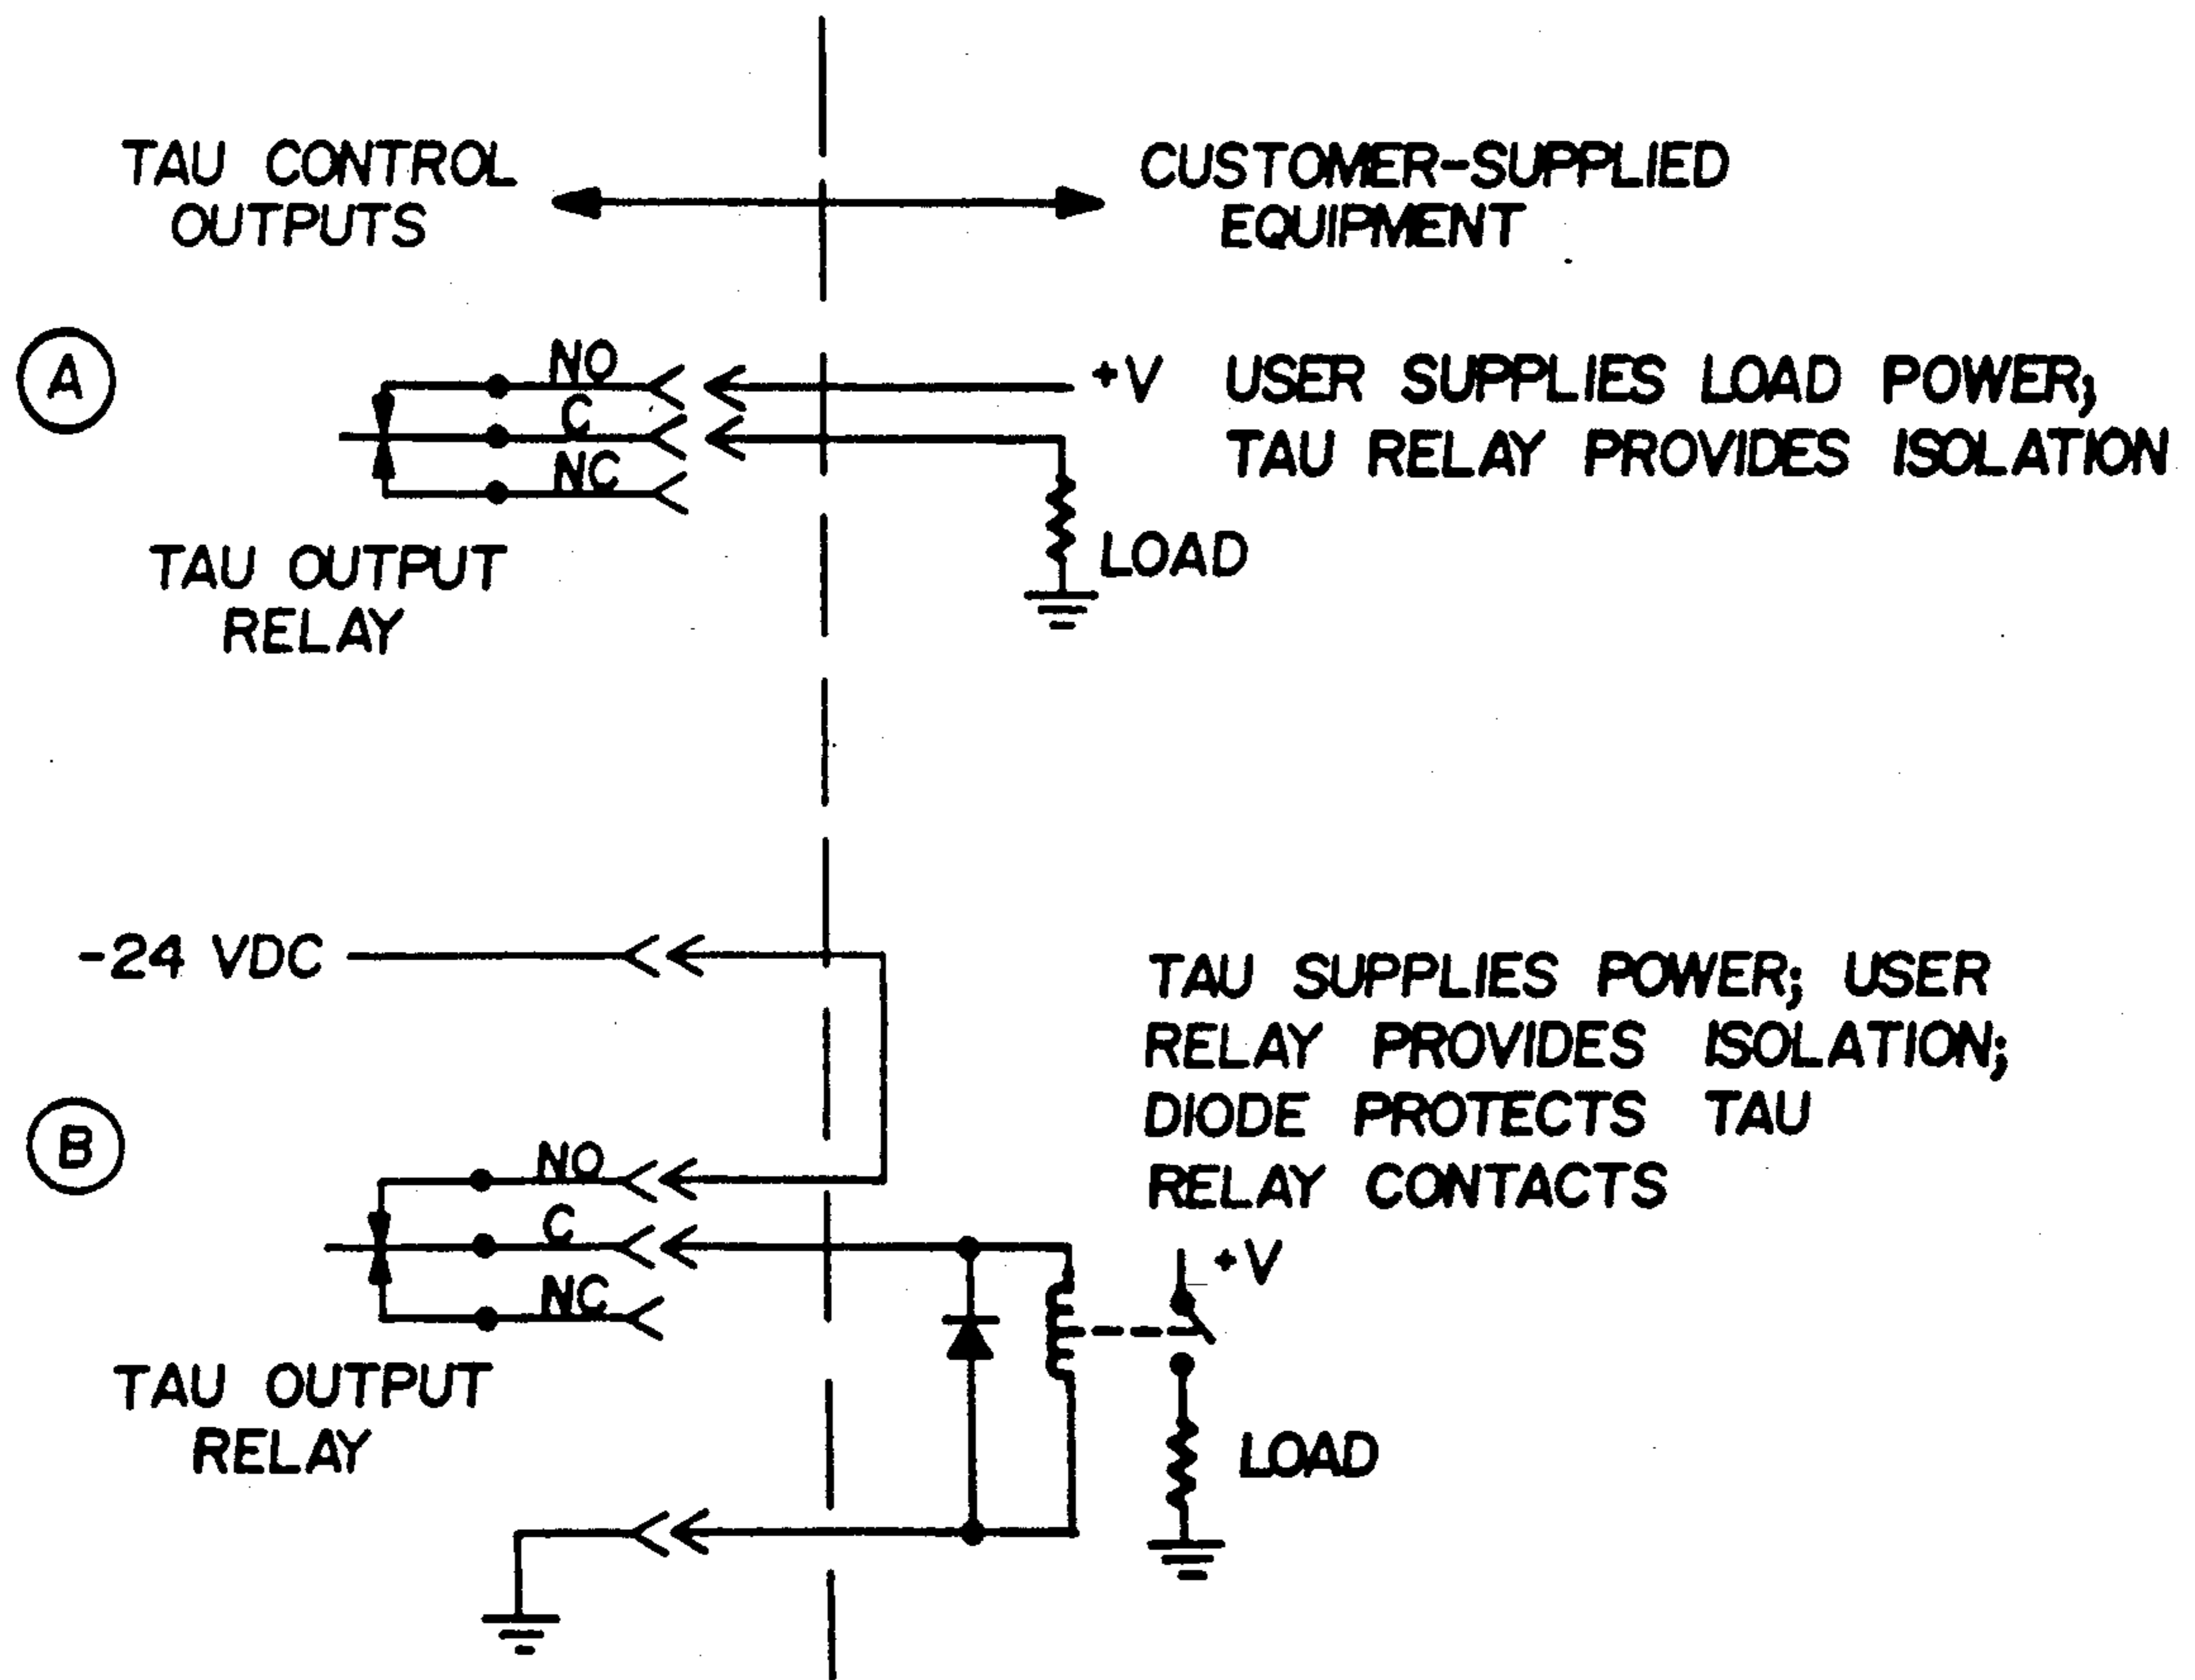 TAU CONTROL
OUTPUTS
CUSTOMER-SUPPLIED
EQUIPMENT
A
NO
C
NC
+V
USER SUPPLIES LOAD POWER;
TAU RELAY PROVIDES ISOLATION
LOAD
TAU OUTPUT
RELAY
-24 VDC
TAU SUPPLIES POWER; USER
RELAY PROVIDES ISOLATION;
DIODE PROTECTS TAU
RELAY CONTACTS
B
NO
C
NC
+V
TAU OUTPUT
RELAY
LOAD